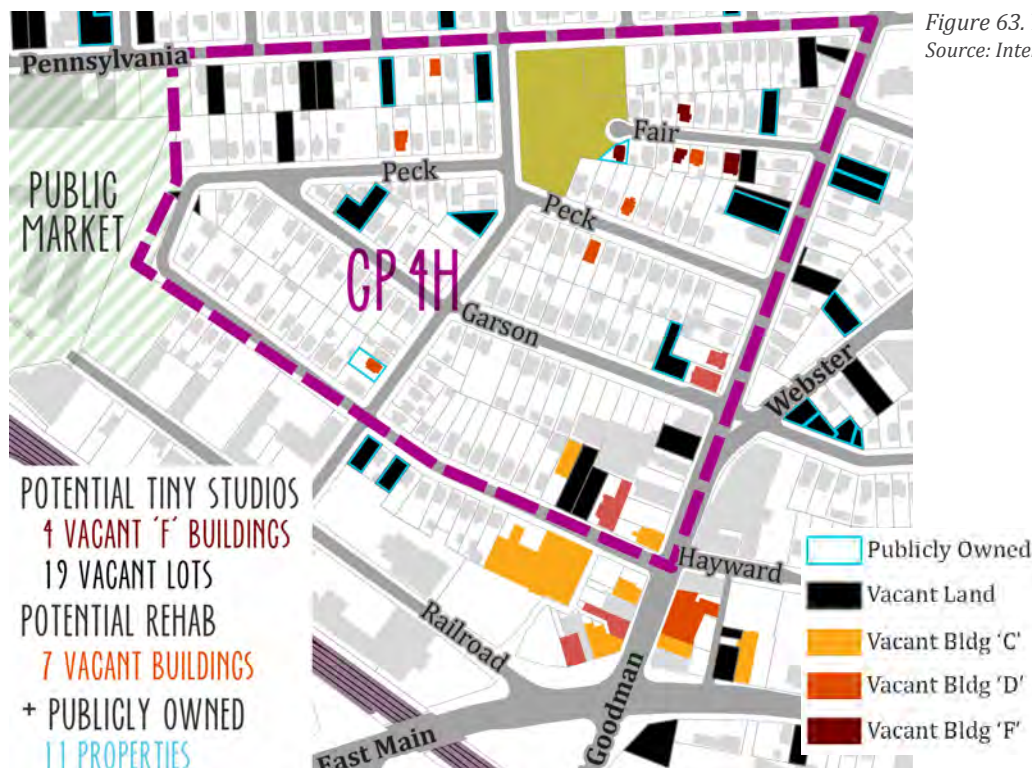 Figure 63.
Source: Inte
Pennsylvania
Fair
Peck
PUBLIC
MARKET
Peck
GP 4H
Garson
Webster
POTENTIAL TINY STUDIOS
4 VACANT 'F' BUILDINGS
19 VACANT LOTS
POTENTIAL REHAB
7 VACANT BUILDINGS
+ PUBLICLY OWNED
11 PROPERTIES
Hayward
Railroad
Goodman
East Main
Publicly Owned
Vacant Land
Vacant Bldg ‘C’
Vacant Bldg ‘D’
Vacant Bldg ‘F’